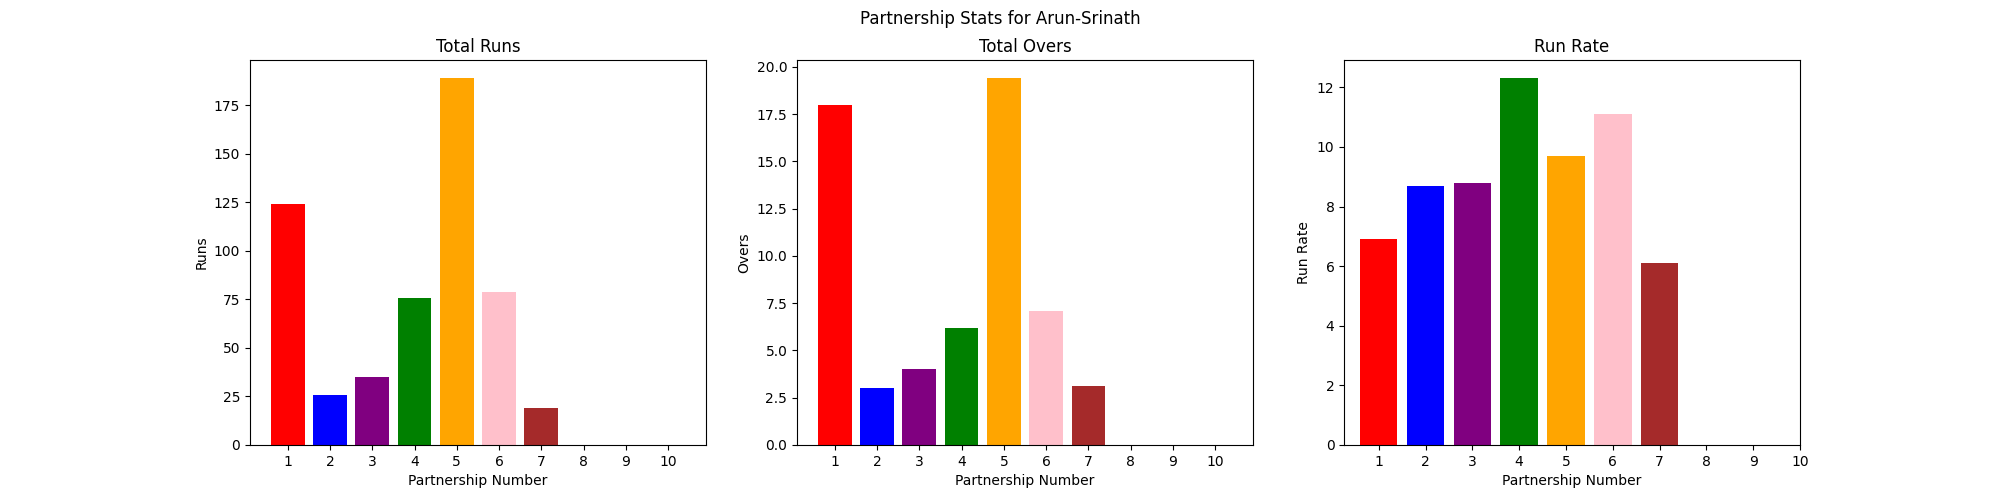 Partnership Stats for Arun-Srinath
Total Runs
Runs
175
150
125
100
75
50
25
0
1 2 3 4 5 6 7 8 9 10
Partnership Number
Total Overs
Overs
20.0
17.5
15.0
12.5
10.0
7.5
5.0
2.5
0.0
1 2 3 4 5 6 7 8 9 10
Partnership Number
Run Rate
Run Rate
12
10
8
6
4
2
0
1 2 3 4 5 6 7 8 9 10
Partnership Number